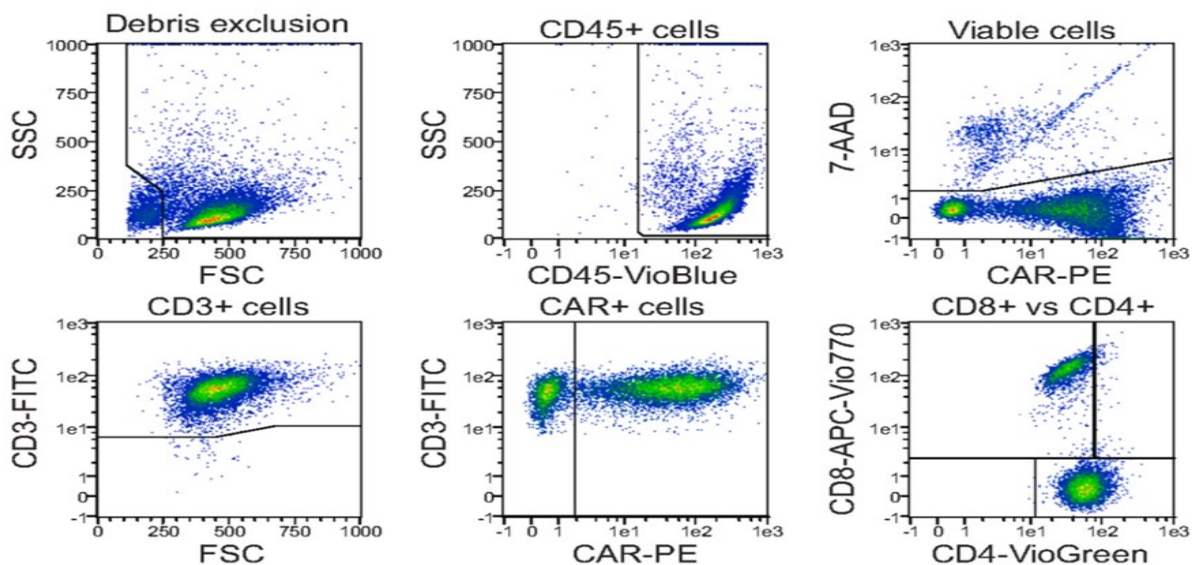 Debris exclusion
SSC
1000
750
500
250
0
0 250 500 750 1000
FSC
CD45+ cells
SSC
1000
750
500
250
0
-1 0 1 1e1 1e2 1e3
CD45-VioBlue
Viable cells
7-AAD
1e3
1e2
1e1
1
0
-1
-1 0 1 1e1 1e2 1e3
CAR-PE
CD3+ cells
CD3-FITC
1e3
1e2
1e1
1
0
-1
0 250 500 750 1000
FSC
CAR+ cells
CD3-FITC
1e3
1e2
1e1
1
0
-1
-1 0 1 1e1 1e2 1e3
CAR-PE
CD8+ vs CD4+
CD8-APC-Vio770
1e3
1e2
1e1
1
0
-1
-1 0 1 1e1 1e2 1e3
CD4-VioGreen